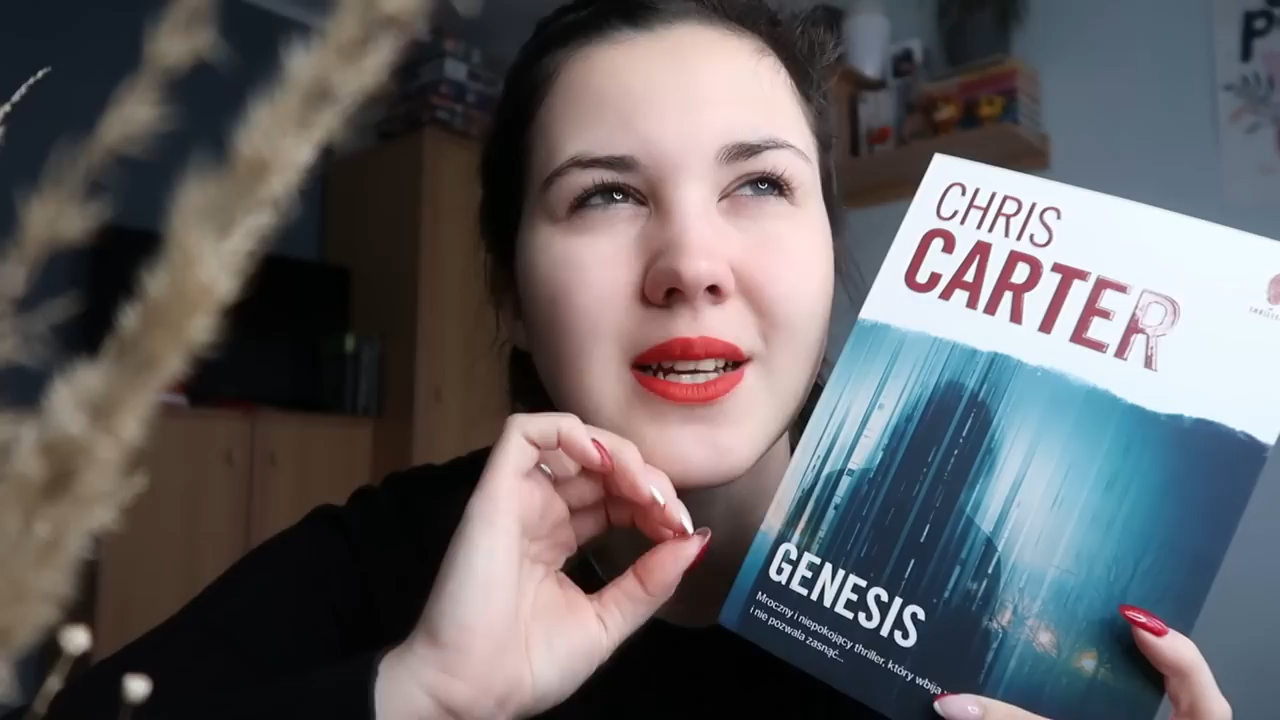 CHRIS
CARTER
GENESIS
Mroczny i niepokojący thriller, który wbija
i nie pozwala zasnąć...
P